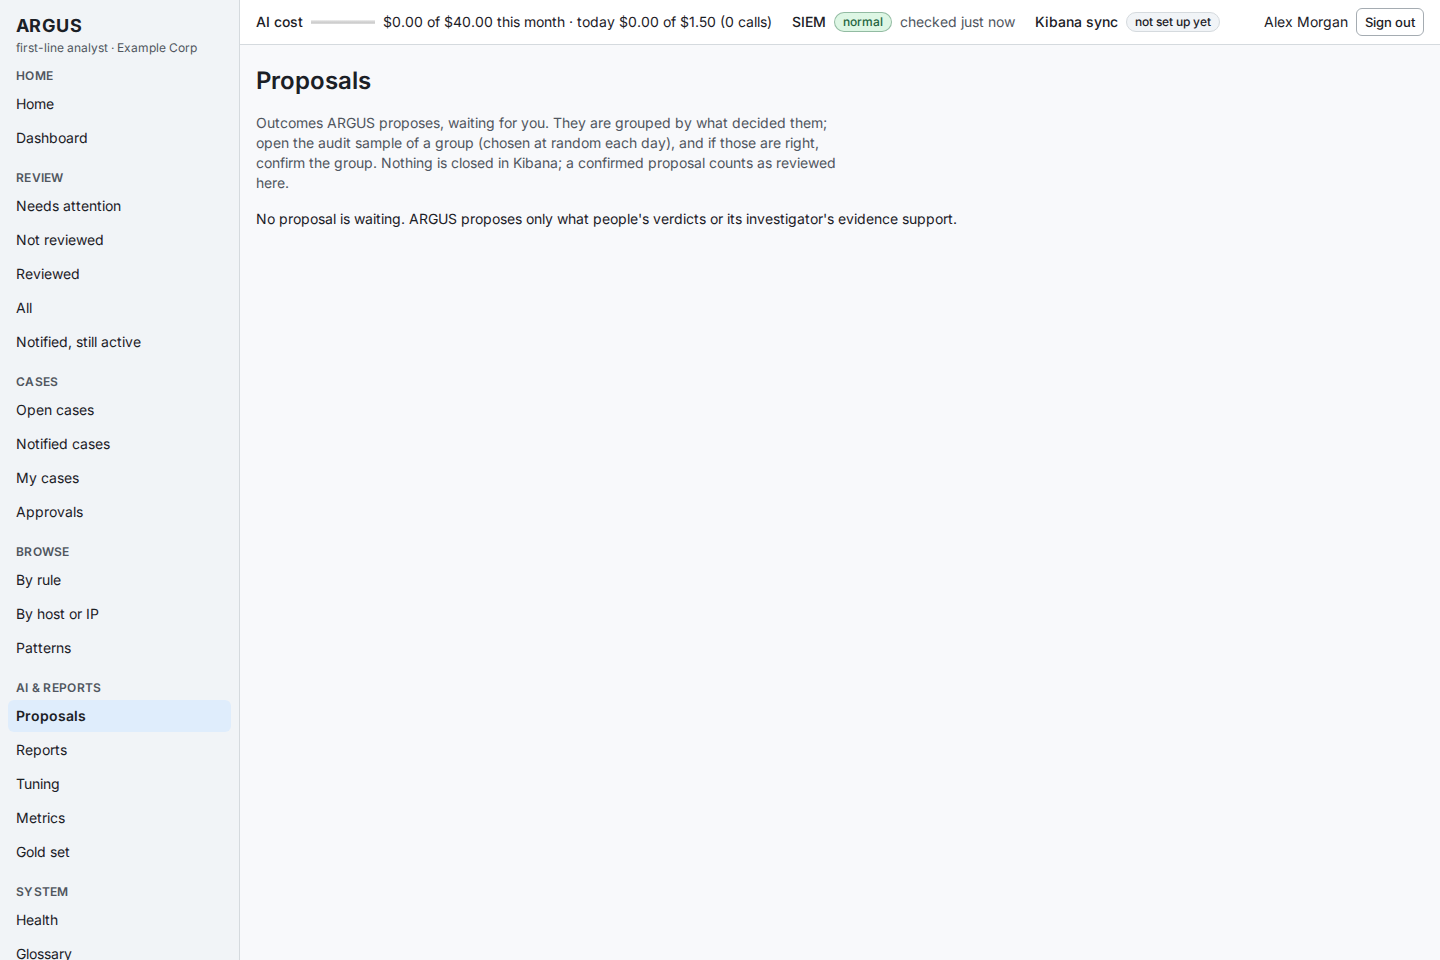 ARGUS
first-line analyst · Example Corp
HOME
Home
Dashboard
REVIEW
Needs attention
Not reviewed
Reviewed
All
Notified, still active
CASES
Open cases
Notified cases
My cases
Approvals
BROWSE
By rule
By host or IP
Patterns
AI & REPORTS
Proposals
Reports
Tuning
Metrics
Gold set
SYSTEM
Health
Glossary
AI cost $0.00 of $40.00 this month · today $0.00 of $1.50 (0 calls) SIEM normal checked just now Kibana sync not set up yet Alex Morgan Sign out
Proposals
Outcomes ARGUS proposes, waiting for you. They are grouped by what decided them;
open the audit sample of a group (chosen at random each day), and if those are right,
confirm the group. Nothing is closed in Kibana; a confirmed proposal counts as reviewed
here.
No proposal is waiting. ARGUS proposes only what people's verdicts or its investigator's evidence support.